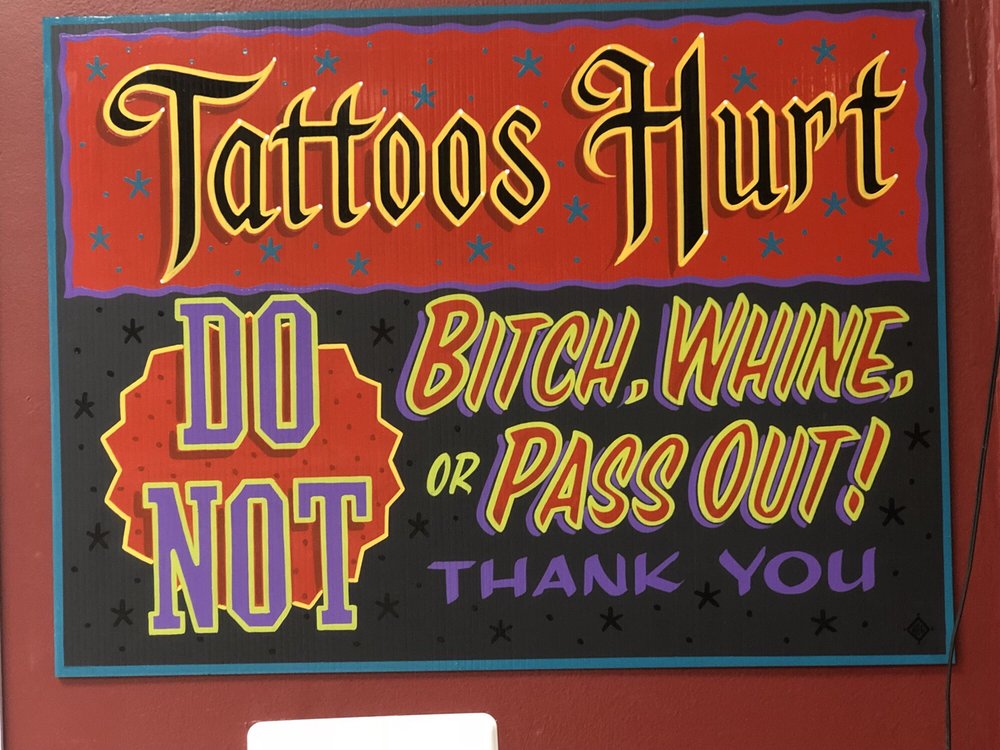 Tattoos Hurt
DO NOT
BITCH, WHINE,
OR PASS OUT!
THANK YOU